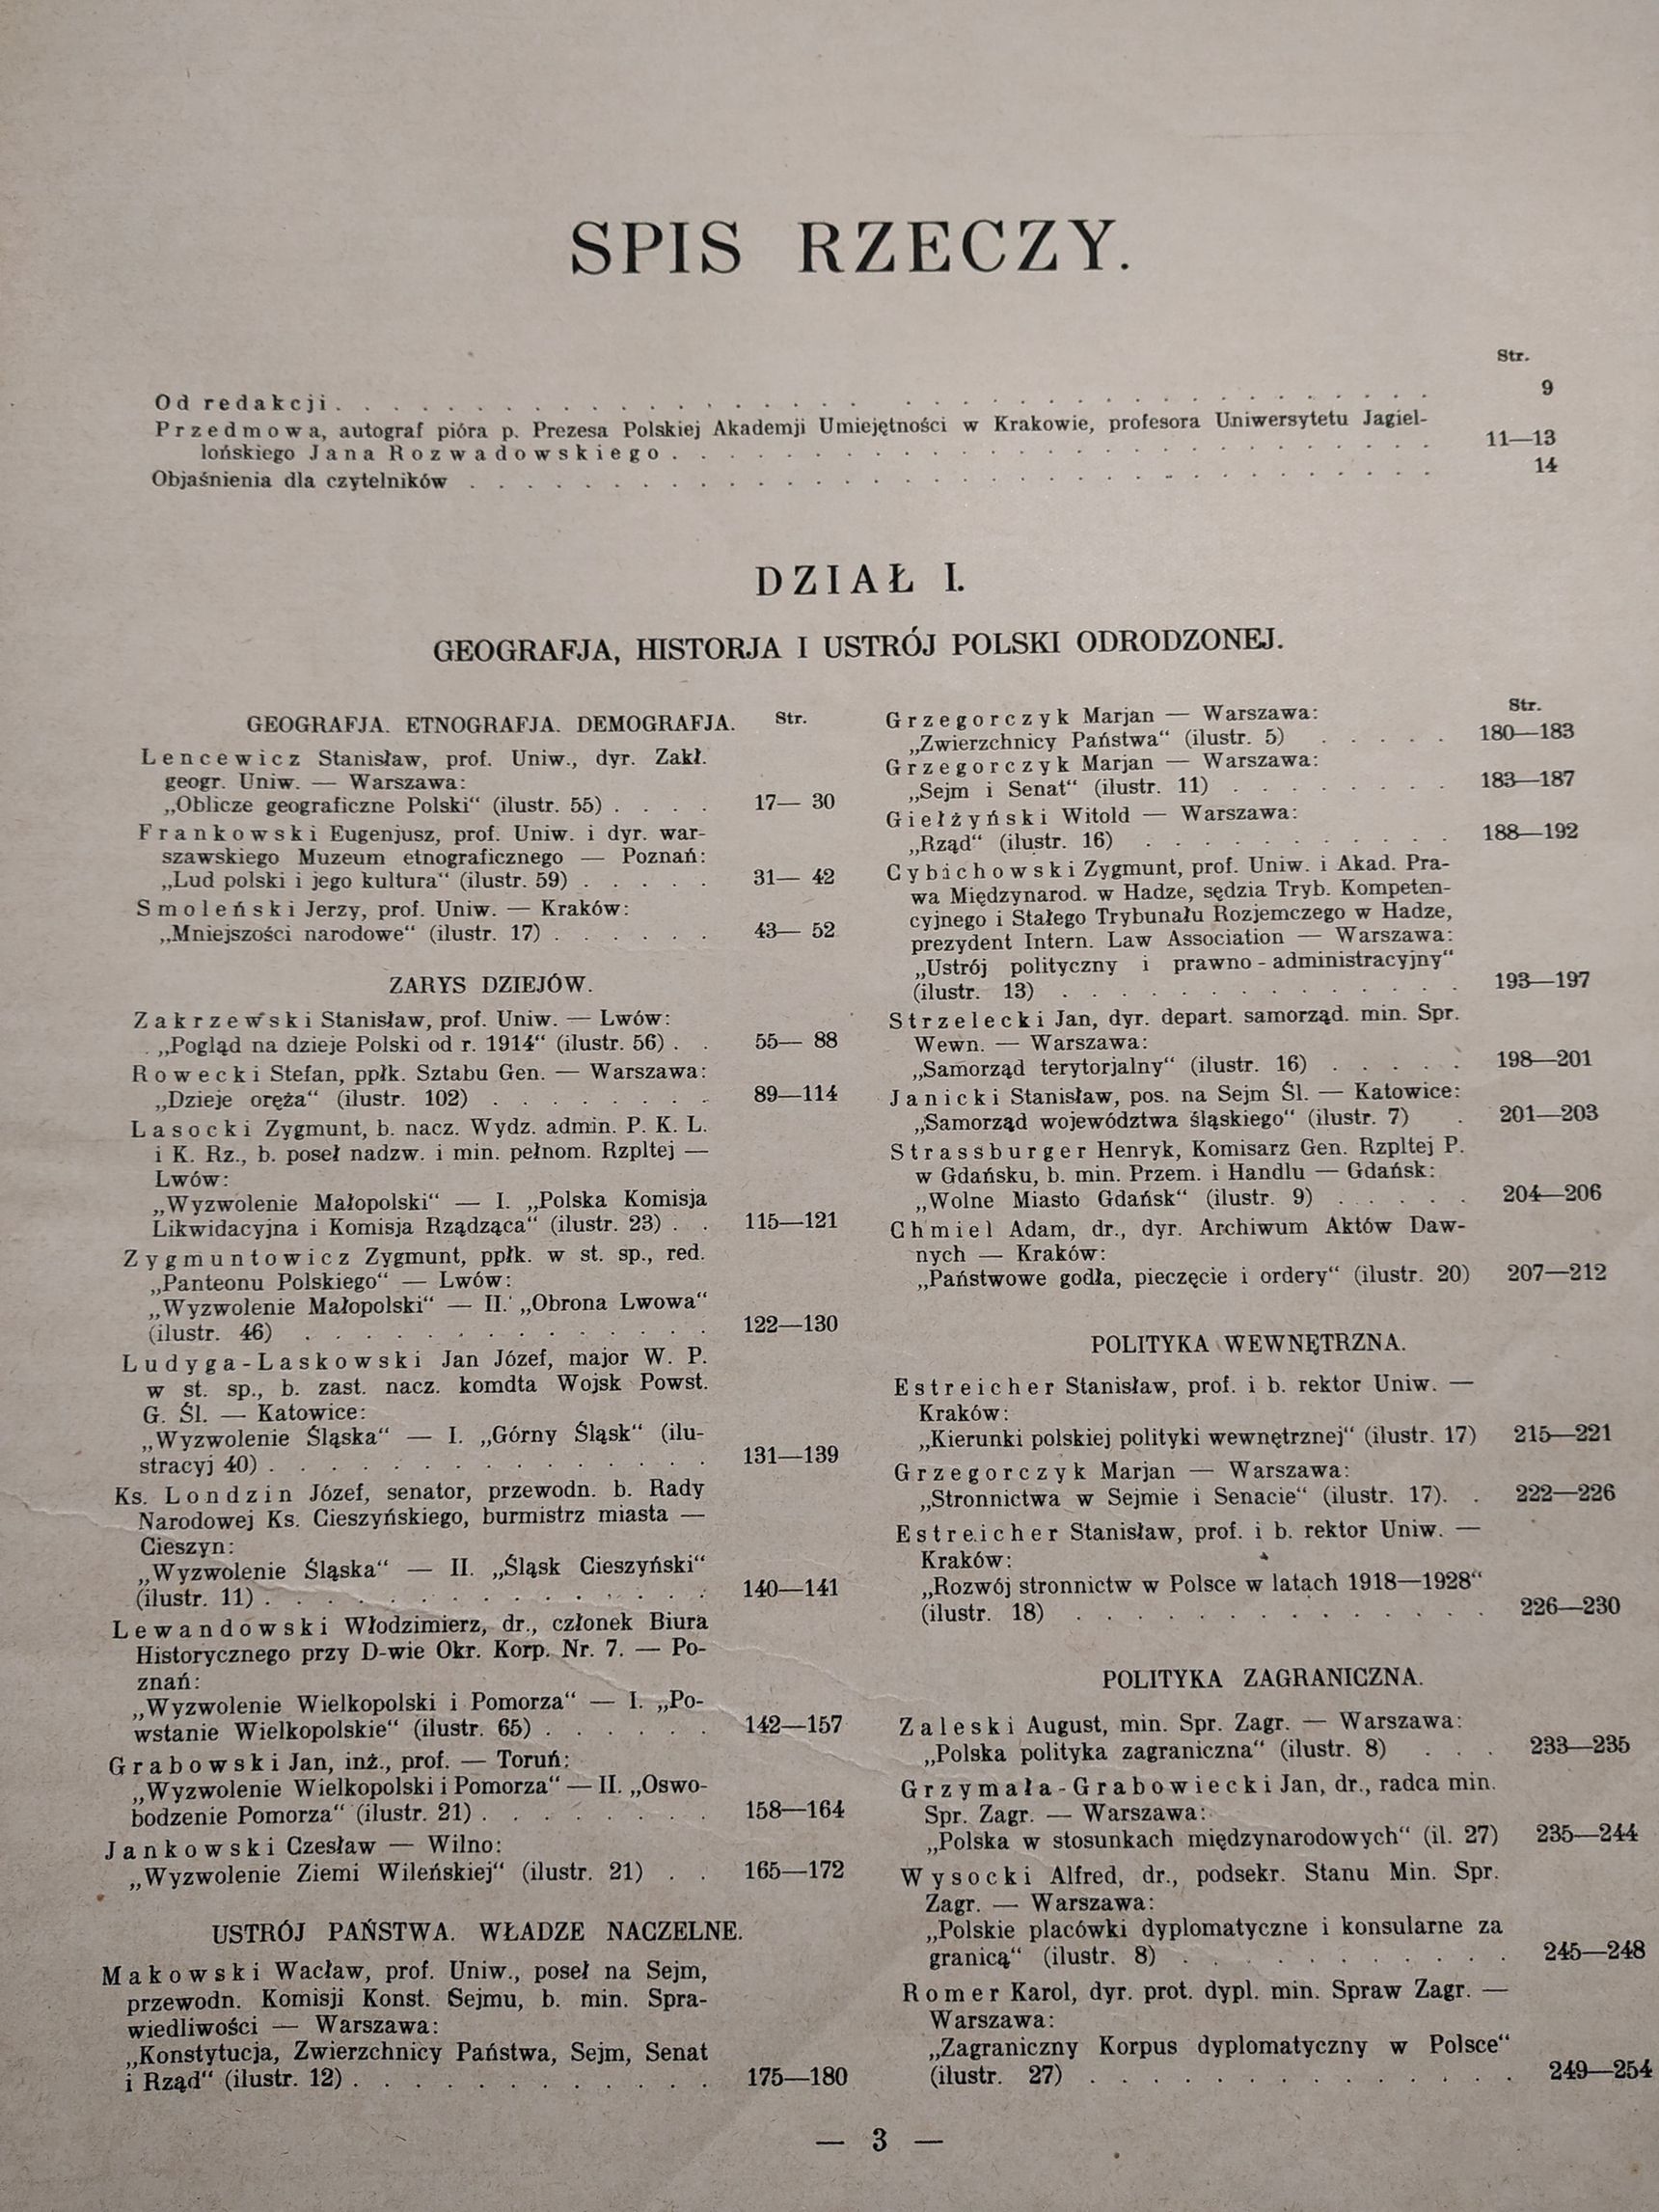 SPIS RZECZY.
Str.
Od redakcji. . . . . . . . . . . . . . . . . . . . 9
Przedmowa, autograf pióra p. Prezesa Polskiej Akademji Umiejętności w Krakowie, profesora Uniwersytetu Jagiel-
lońskiego Jana Rozwadowskiego . . . . . . . . . . . . 11—13
Objaśnienia dla czytelników . . . . . . . . . . . . . . . 14
DZIAŁ I.
GEOGRAFJA, HISTORJA I USTRÓJ POLSKI ODRODZONEJ.
GEOGRAFJA. ETNOGRAFJA. DEMOGRAFJA. Str.
Lencewicz Stanisław, prof. Uniw., dyr. Zakł.
geogr. Uniw. — Warszawa:
„Oblicze geograficzne Polski“ (ilustr. 55) . . . . 17— 30
Frankowski Eugenjusz, prof. Uniw. i dyr. war-
szawskiego Muzeum etnograficznego — Poznań:
„Lud polski i jego kultura“ (ilustr. 59) . . . . . 31— 42
Smoleński Jerzy, prof. Uniw. — Kraków:
„Mniejszości narodowe“ (ilustr. 17) . . . . . . 43— 52
ZARYS DZIEJÓW.
Zakrzewski Stanisław, prof. Uniw. — Lwów:
„Pogląd na dzieje Polski od r. 1914“ (ilustr. 56) . . 55— 88
Rowecki Stefan, ppłk. Sztabu Gen. — Warszawa:
„Dzieje oręża“ (ilustr. 102) . . . . . . . . 89—114
Lasocki Zygmunt, b. nacz. Wydz. admin. P. K. L.
i K. Rz., b. poseł nadzw. i min. pełnom. Rzpltej —
Lwów:
„Wyzwolenie Małopolski“ — I. „Polska Komisja
Likwidacyjna i Komisja Rządząca“ (ilustr. 23) . . 115—121
Zygmuntowicz Zygmunt, ppłk. w st. sp., red.
„Panteonu Polskiego“ — Lwów:
„Wyzwolenie Małopolski“ — II. „Obrona Lwowa“
(ilustr. 46) . . . . . . . . . . . . . 122—130
Ludyga-Laskowski Jan Józef, major W. P.
w st. sp., b. zast. nacz. komdta Wojsk Powst.
G. Śl. — Katowice:
„Wyzwolenie Śląska“ — I. „Górny Śląsk“ (ilu-
stracyj 40) . . . . . . . . . . . . . . 131—139
Ks. Londzin Józef, senator, przewodn. b. Rady
Narodowej Ks. Cieszyńskiego, burmistrz miasta —
Cieszyn:
„Wyzwolenie Śląska“ — II. „Śląsk Cieszyński“
(ilustr. 11) . . . . . . . . . . . . . . 140—141
Lewandowski Włodzimierz, dr., członek Biura
Historycznego przy D-wie Okr. Korp. Nr. 7. — Po-
znań:
„Wyzwolenie Wielkopolski i Pomorza“ — I. „Po-
wstanie Wielkopolskie“ (ilustr. 65) . . . . . . 142—157
Grabowski Jan, inż., prof. — Toruń:
„Wyzwolenie Wielkopolski i Pomorza“ — II. „Oswo-
bodzenie Pomorza“ (ilustr. 21) . . . . . . . . 158—164
Jankowski Czesław — Wilno:
„Wyzwolenie Ziemi Wileńskiej“ (ilustr. 21) . . 165—172
USTRÓJ PAŃSTWA. WŁADZE NACZELNE.
Makowski Wacław, prof. Uniw., poseł na Sejm,
przewodn. Komisji Konst. Sejmu, b. min. Spra-
wiedliwości — Warszawa:
„Konstytucja, Zwierzchnicy Państwa, Sejm, Senat
i Rząd“ (ilustr. 12) . . . . . . . . . . . . 175—180
Str.
Grzegorczyk Marjan — Warszawa:
„Zwierzchnicy Państwa“ (ilustr. 5) . . . . . 180—183
Grzegorczyk Marjan — Warszawa:
„Sejm i Senat“ (ilustr. 11) . . . . . . . . 183—187
Giełżyński Witold — Warszawa:
„Rząd“ (ilustr. 16) . . . . . . . . . . 188—192
Cybichowski Zygmunt, prof. Uniw. i Akad. Pra-
wa Międzynarod. w Hadze, sędzia Tryb. Kompeten-
cyjnego i Stałego Trybunału Rozjemczego w Hadze,
prezydent Intern. Law Association — Warszawa:
„Ustrój polityczny i prawno-administracyjny“
(ilustr. 13) . . . . . . . . . . . . . 193—197
Strzelecki Jan, dyr. depart. samorząd. min. Spr.
Wewn. — Warszawa:
„Samorząd terytorjalny“ (ilustr. 16) . . . . . 198—201
Janicki Stanisław, pos. na Sejm Śl. — Katowice:
„Samorząd województwa śląskiego“ (ilustr. 7) . 201—203
Strassburger Henryk, Komisarz Gen. Rzpltej P.
w Gdańsku, b. min. Przem. i Handlu — Gdańsk:
„Wolne Miasto Gdańsk“ (ilustr. 9) . . . . . 204—206
Chmiel Adam, dr., dyr. Archiwum Aktów Daw-
nych — Kraków:
„Państwowe godła, pieczęcie i ordery“ (ilustr. 20) 207—212
POLITYKA WEWNĘTRZNA.
Estreicher Stanisław, prof. i b. rektor Uniw. —
Kraków:
„Kierunki polskiej polityki wewnętrznej“ (ilustr. 17) 215—221
Grzegorczyk Marjan — Warszawa:
„Stronnictwa w Sejmie i Senacie“ (ilustr. 17). . 222—226
Estreicher Stanisław, prof. i b. rektor Uniw. —
Kraków:
„Rozwój stronnictw w Polsce w latach 1918—1928“
(ilustr. 18) . . . . . . . . . . . . . 226—230
POLITYKA ZAGRANICZNA.
Zaleski August, min. Spr. Zagr. — Warszawa:
„Polska polityka zagraniczna“ (ilustr. 8) . . . 233—235
Grzymała-Grabowiecki Jan, dr., radca min.
Spr. Zagr. — Warszawa:
„Polska w stosunkach międzynarodowych“ (il. 27) 235—244
Wysocki Alfred, dr., podsekr. Stanu Min. Spr.
Zagr. — Warszawa:
„Polskie placówki dyplomatyczne i konsularne za
granicą“ (ilustr. 8) . . . . . . . . . . . 245—248
Romer Karol, dyr. prot. dypl. min. Spraw Zagr. —
Warszawa:
„Zagraniczny Korpus dyplomatyczny w Polsce“
(ilustr. 27) . . . . . . . . . . . . . 249—254
— 3 —